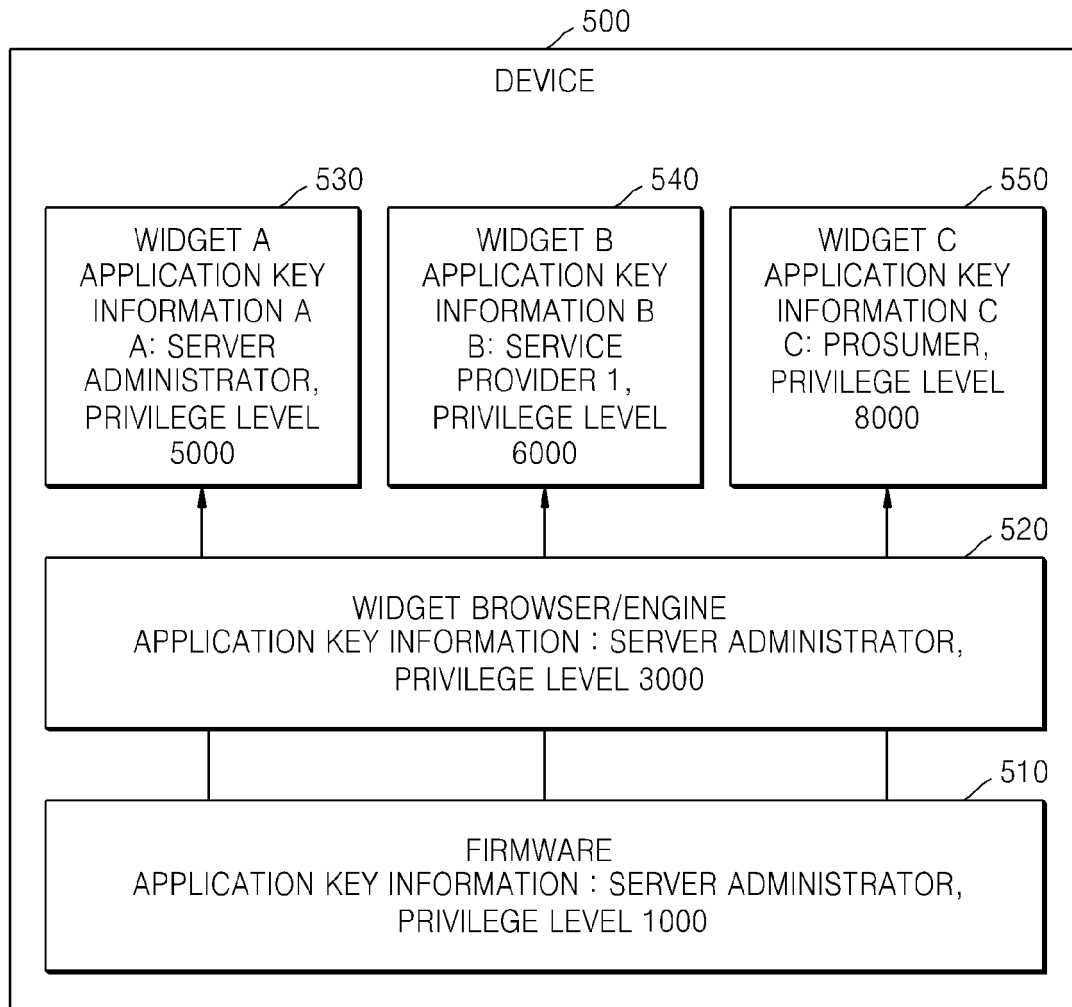 500
DEVICE
530
WIDGET A
APPLICATION KEY
INFORMATION A
A: SERVER
ADMINISTRATOR,
PRIVILEGE LEVEL
5000
540
WIDGET B
APPLICATION KEY
INFORMATION B
B: SERVICE
PROVIDER 1,
PRIVILEGE LEVEL
6000
550
WIDGET C
APPLICATION KEY
INFORMATION C
C: PROSUMER,
PRIVILEGE LEVEL
8000
520
WIDGET BROWSER/ENGINE
APPLICATION KEY INFORMATION : SERVER ADMINISTRATOR,
PRIVILEGE LEVEL 3000
510
FIRMWARE
APPLICATION KEY INFORMATION : SERVER ADMINISTRATOR,
PRIVILEGE LEVEL 1000